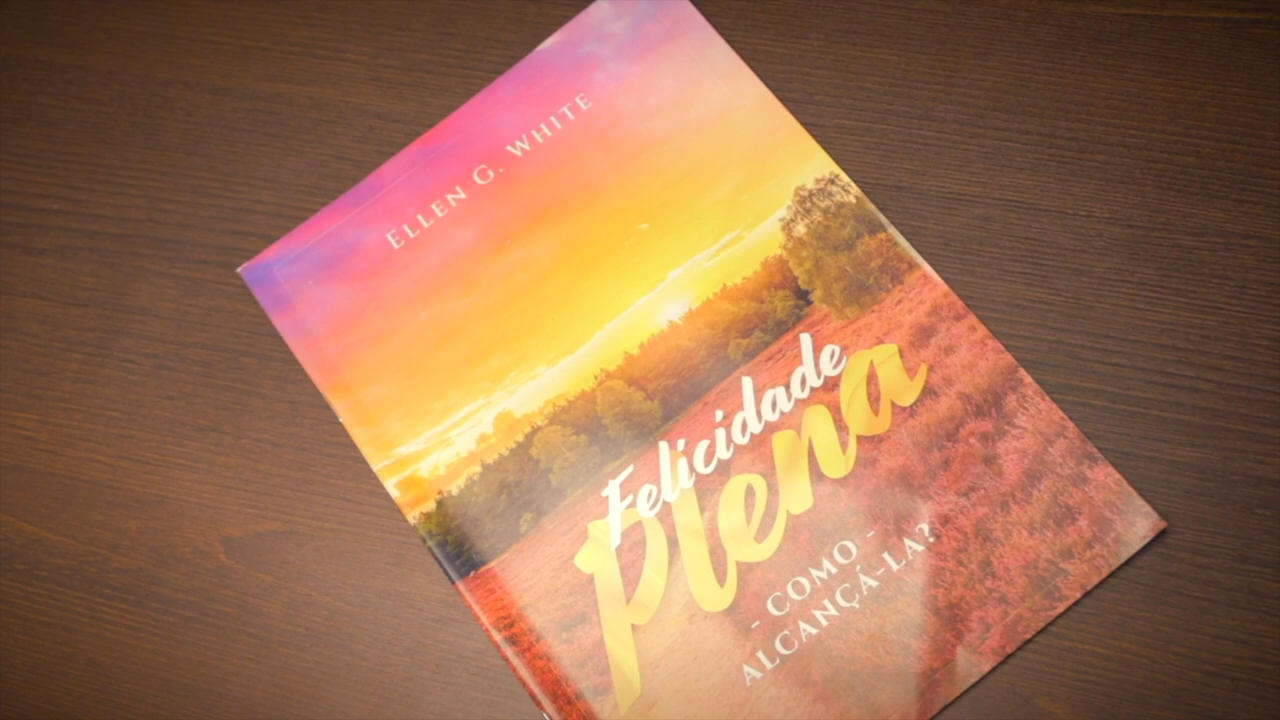 ELLEN G. WHITE
Felicidade
plena
- COMO -
ALCANÇÁ-LA?